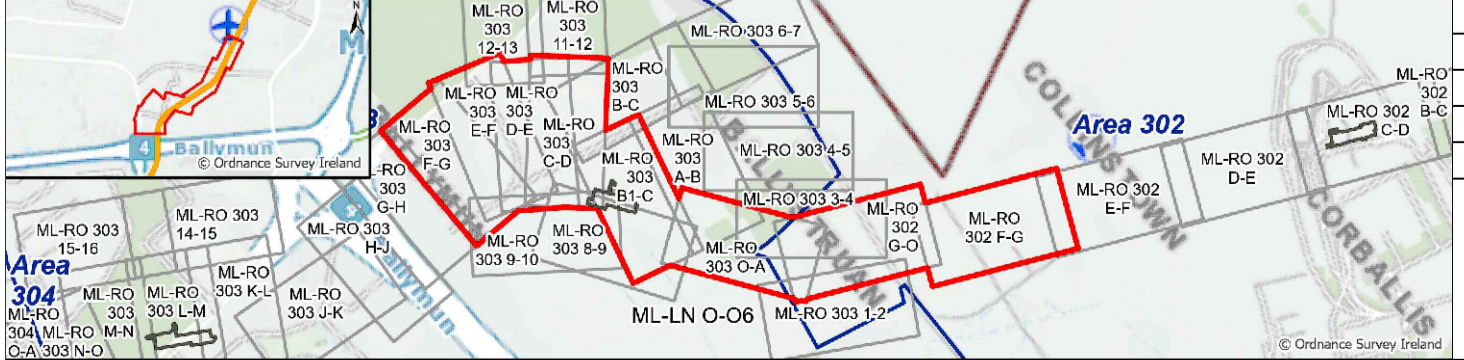 N
M
4
Ballymun
© Ordnance Survey Ireland
ML-RO
303
12-13
ML-RO
303
11-12
ML-RO 303 6-7
ML-RO
303
B-C
ML-RO
303
E-F
ML-RO
303
D-E
ML-RO 303 5-6
ML-RO
303
F-G
ML-RO
303
C-D
ML-RO
303
A-B
ML-RO 303 4-5
ML-RO
303
B1-C
ML-RO 303 3-4
ML-RO
302
G-O
ML-RO
302 F-G
ML-RO 302
E-F
ML-RO 302
D-E
ML-RO 302
C-D
ML-RO
302
B-C
Area 302
COLLINSTOWN
CORBALLIS
-RO
303
G-H
ML-RO 303
H-J
ML-RO
303 9-10
ML-RO
303 8-9
ML-RO
303 O-A
ML-LN O-O6
ML-RO 303 1-2
Ballymun
ML-RO 303
15-16
ML-RO 303
14-15
Area
304
ML-RO
303 K-L
ML-RO
303 J-K
ML-RO
303
M-N
ML-RO
303 L-M
ML-RO
304
O-A
ML-RO
303 N-O
© Ordnance Survey Ireland